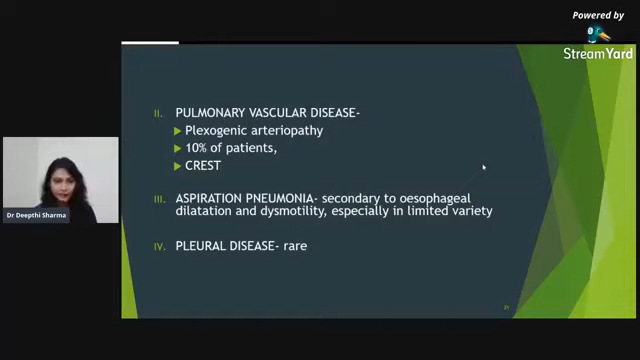 Powered by
StreamYard
II. PULMONARY VASCULAR DISEASE-
Plexogenic arteriopathy
10% of patients,
CREST
III. ASPIRATION PNEUMONIA- secondary to oesophageal
dilatation and dysmotility, especially in limited variety
IV. PLEURAL DISEASE- rare
Dr Deepthi Sharma